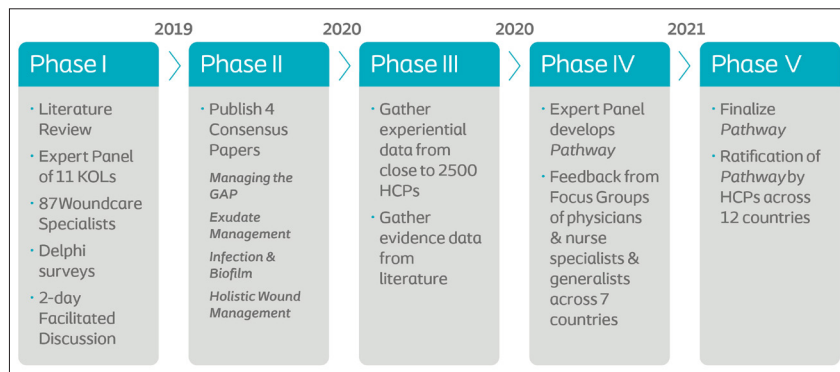 2019
2020
2020
2021
Phase I
· Literature
Review
· Expert Panel
of 11 KOLs
· 87Woundcare
Specialists
· Delphi
surveys
· 2-day
Facilitated
Discussion
Phase II
· Publish 4
Consensus
Papers
Managing the
GAP
Exudate
Management
Infection &
Biofilm
Holistic Wound
Management
Phase III
· Gather
experiential
data from
close to 2500
HCPs
· Gather
evidence data
from
literature
Phase IV
· Expert Panel
develops
Pathway
· Feedback from
Focus Groups
of physicians
& nurse
specialists &
generalists
across 7
countries
Phase V
· Finalize
Pathway
· Ratification of
Pathway by
HCPs across
12 countries